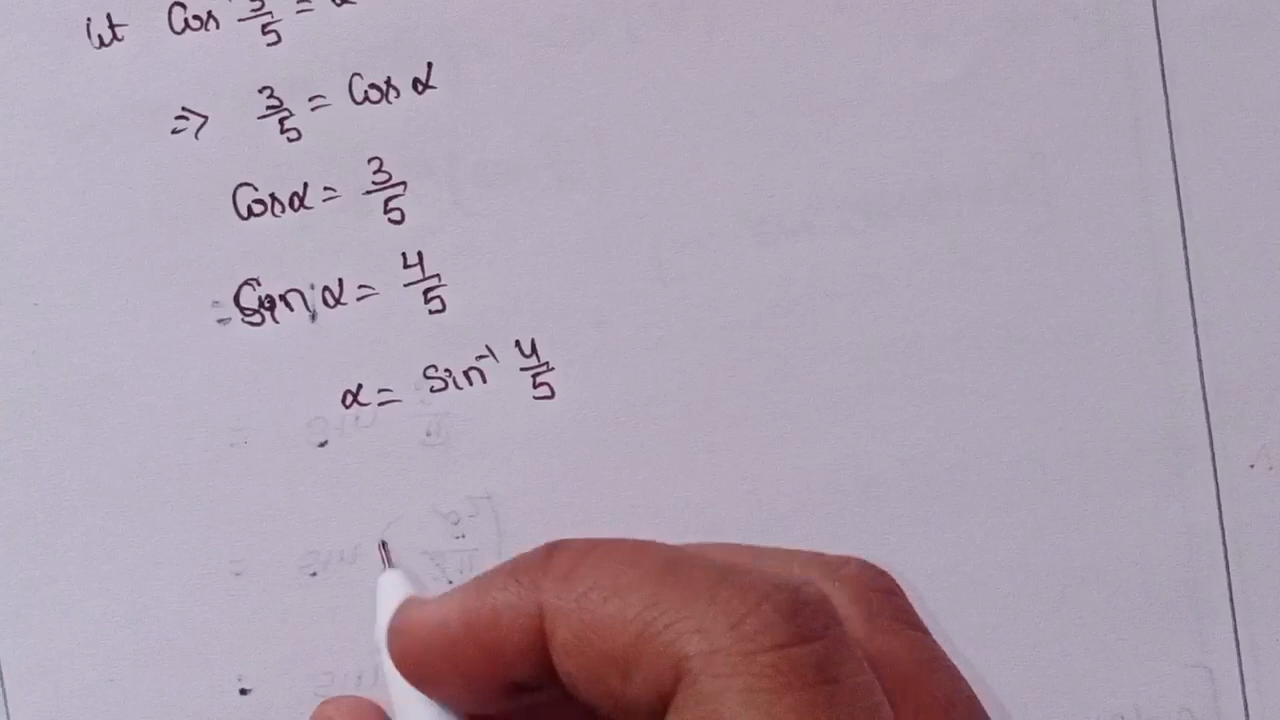 let Cos 3/5 =
⇒ 3/5 = Cos α
Cos α = 3/5
Sin α = 4/5
α = Sin⁻¹ 4/5